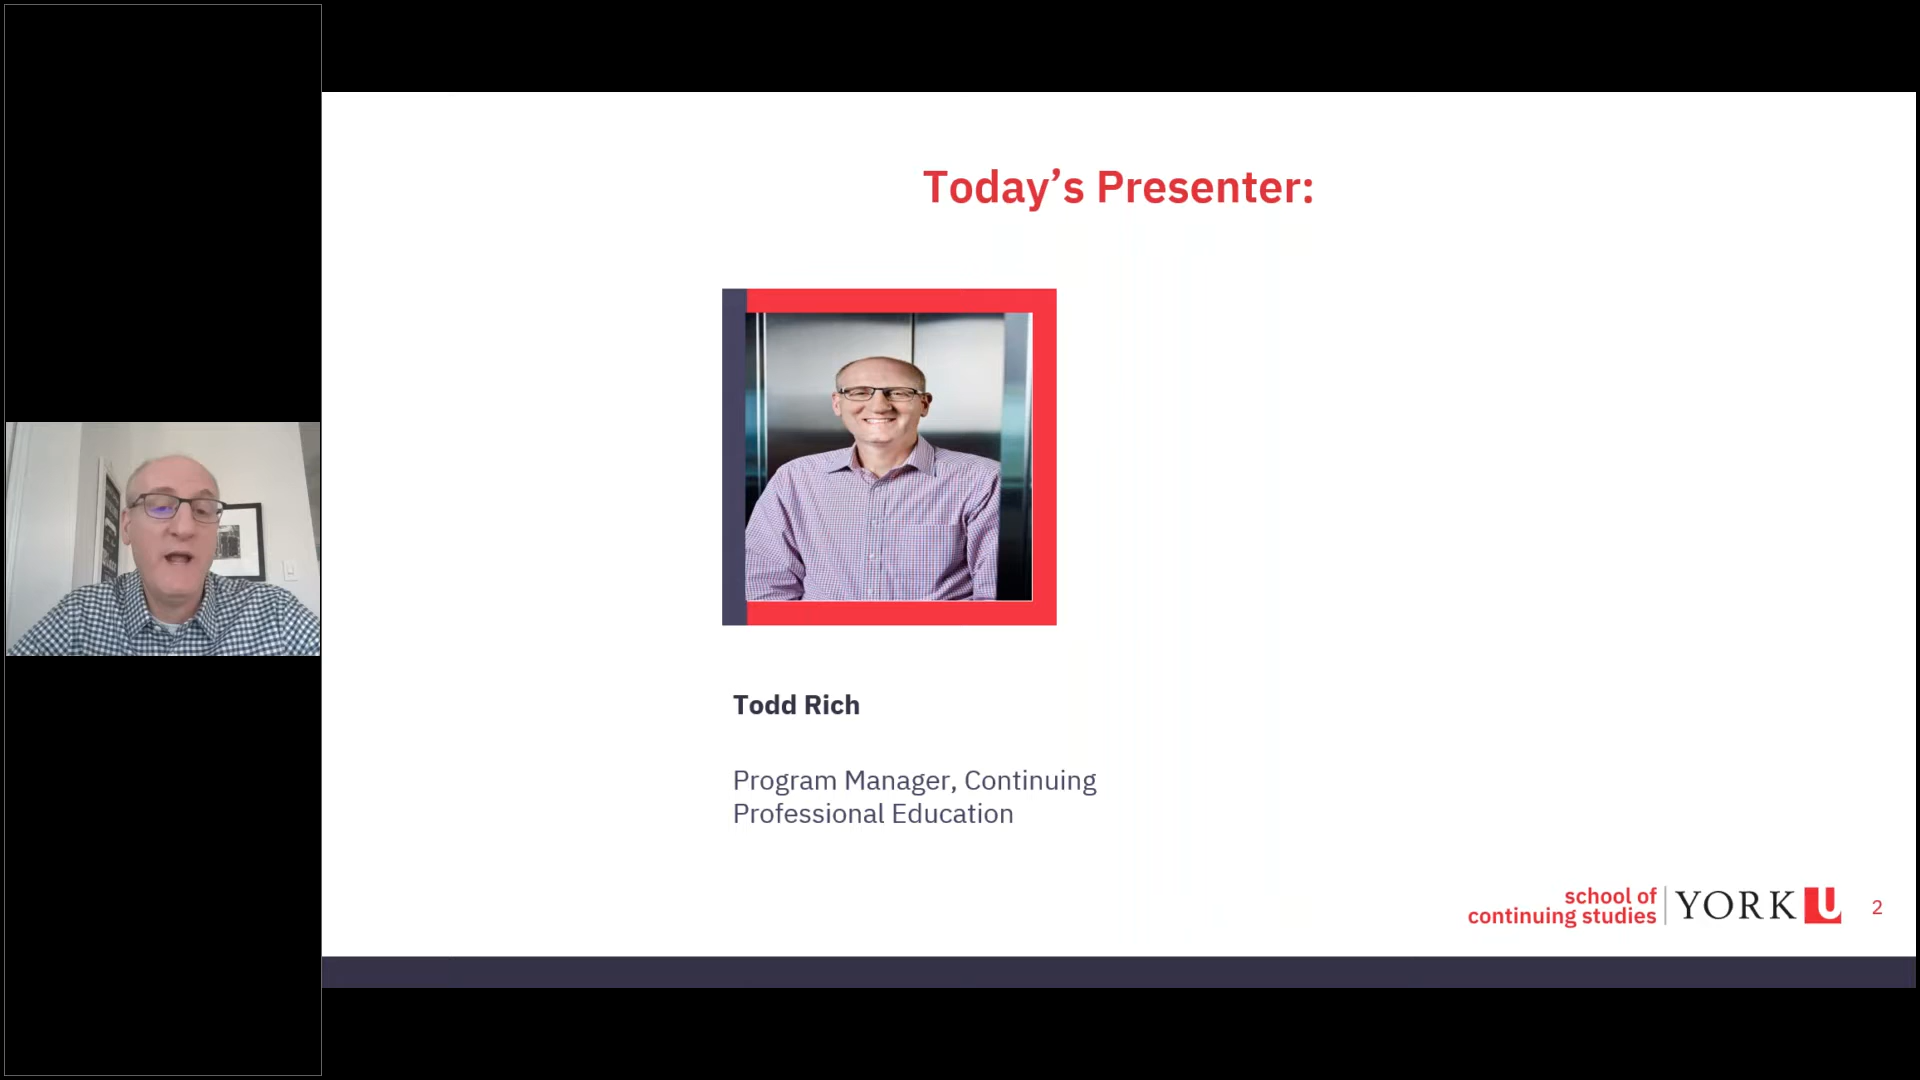 Today’s Presenter:
Todd Rich
Program Manager, Continuing
Professional Education
school of
continuing studies
YORK U
2